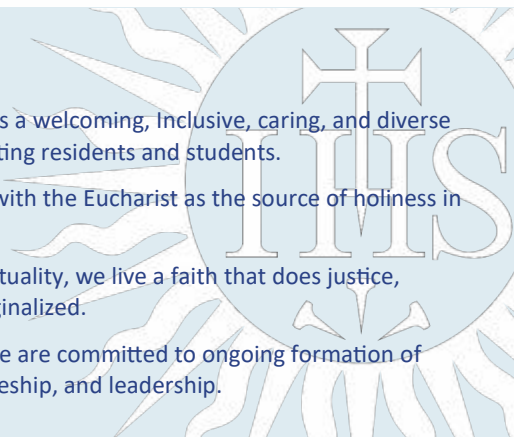 s a welcoming, Inclusive, caring, and diverse
ting residents and students.
with the Eucharist as the source of holiness in
tuality, we live a faith that does justice,
ginalized.
e are committed to ongoing formation of
eship, and leadership.
IHS